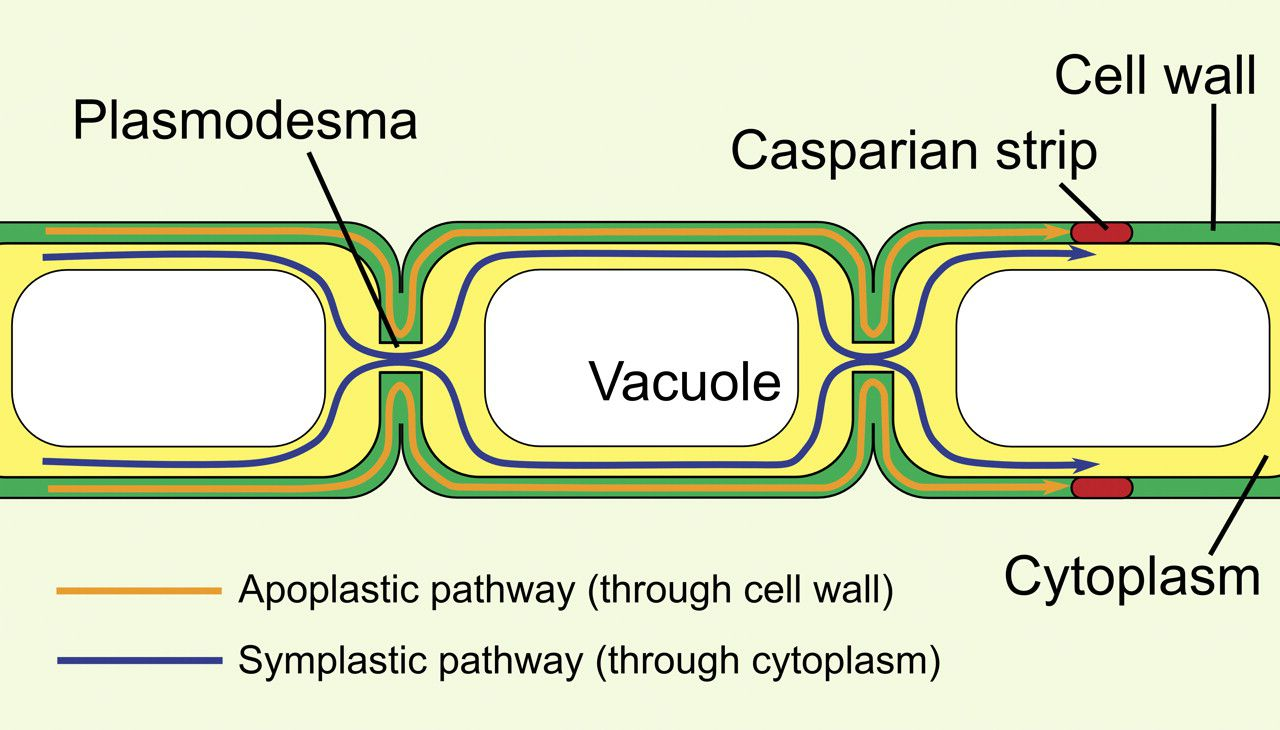 Cell wall
Plasmodesma
Casparian strip
Vacuole
Cytoplasm
Apoplastic pathway (through cell wall)
Symplastic pathway (through cytoplasm)